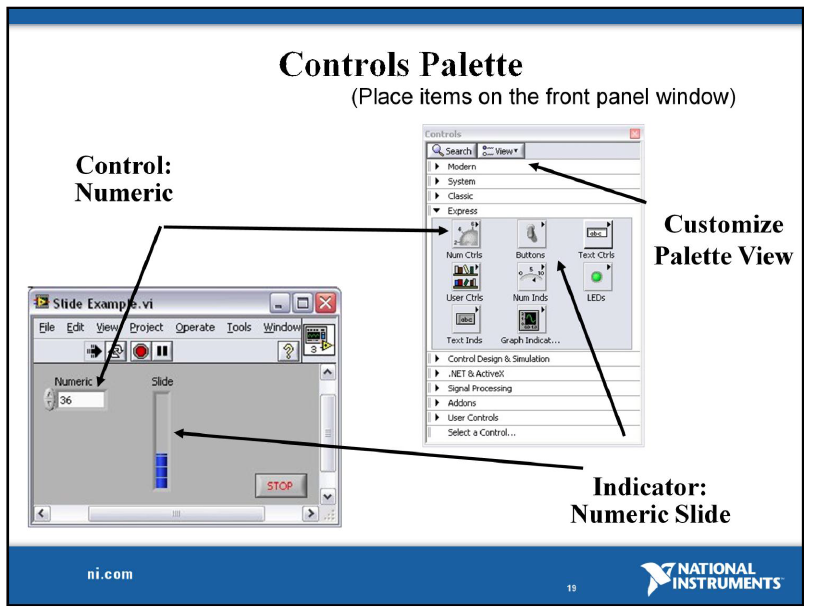 Controls Palette
(Place items on the front panel window)
Control:
Numeric
Controls
Search View
Modern
System
Classic
Express
Num Ctrls Buttons Text Ctrls
User Ctrls Num Inds LEDs
Text Inds Graph Indicat...
Control Design & Simulation
.NET & ActiveX
Signal Processing
Addons
User Controls
Select a Control...
Customize
Palette View
Slide Example.vi
File Edit View Project Operate Tools Window
3
Numeric Slide
36
STOP
Indicator:
Numeric Slide
ni.com
19
NATIONAL
INSTRUMENTS